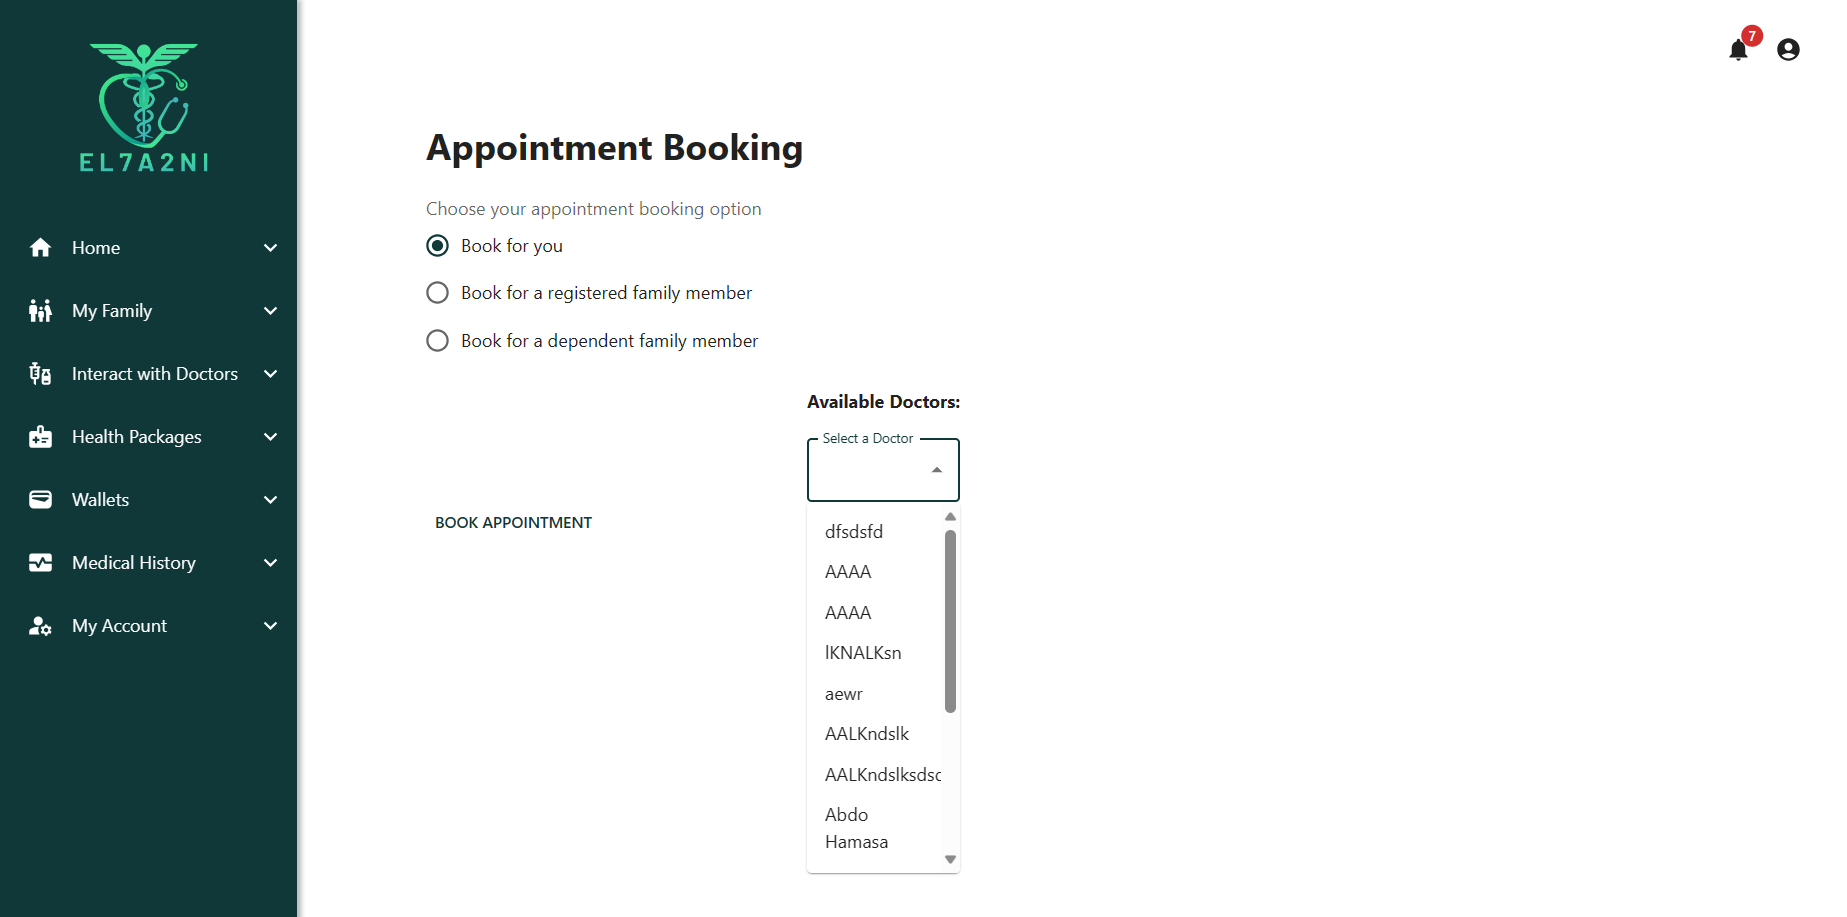 EL7A2NI
Home
My Family
Interact with Doctors
Health Packages
Wallets
Medical History
My Account
7
Appointment Booking
Choose your appointment booking option
Book for you
Book for a registered family member
Book for a dependent family member
Available Doctors:
Select a Doctor
BOOK APPOINTMENT
dfsdsfd
AAAA
AAAA
lKNALKsn
aewr
AALKndslk
Abdo
Hamasa